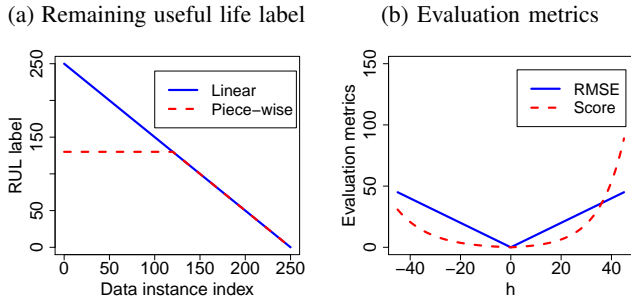 (a) Remaining useful life label
(b) Evaluation metrics
RUL label
250
150
50
0
Linear
Piece-wise
0
50
100
150
200
250
Data instance index
Evaluation metrics
150
100
50
0
RMSE
Score
−40
−20
0
20
40
h